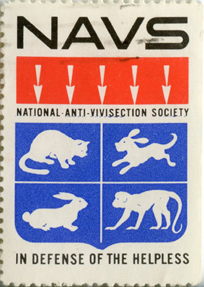 NAVS
NATIONAL-ANTI-VIVISECTION SOCIETY
IN DEFENSE OF THE HELPLESS